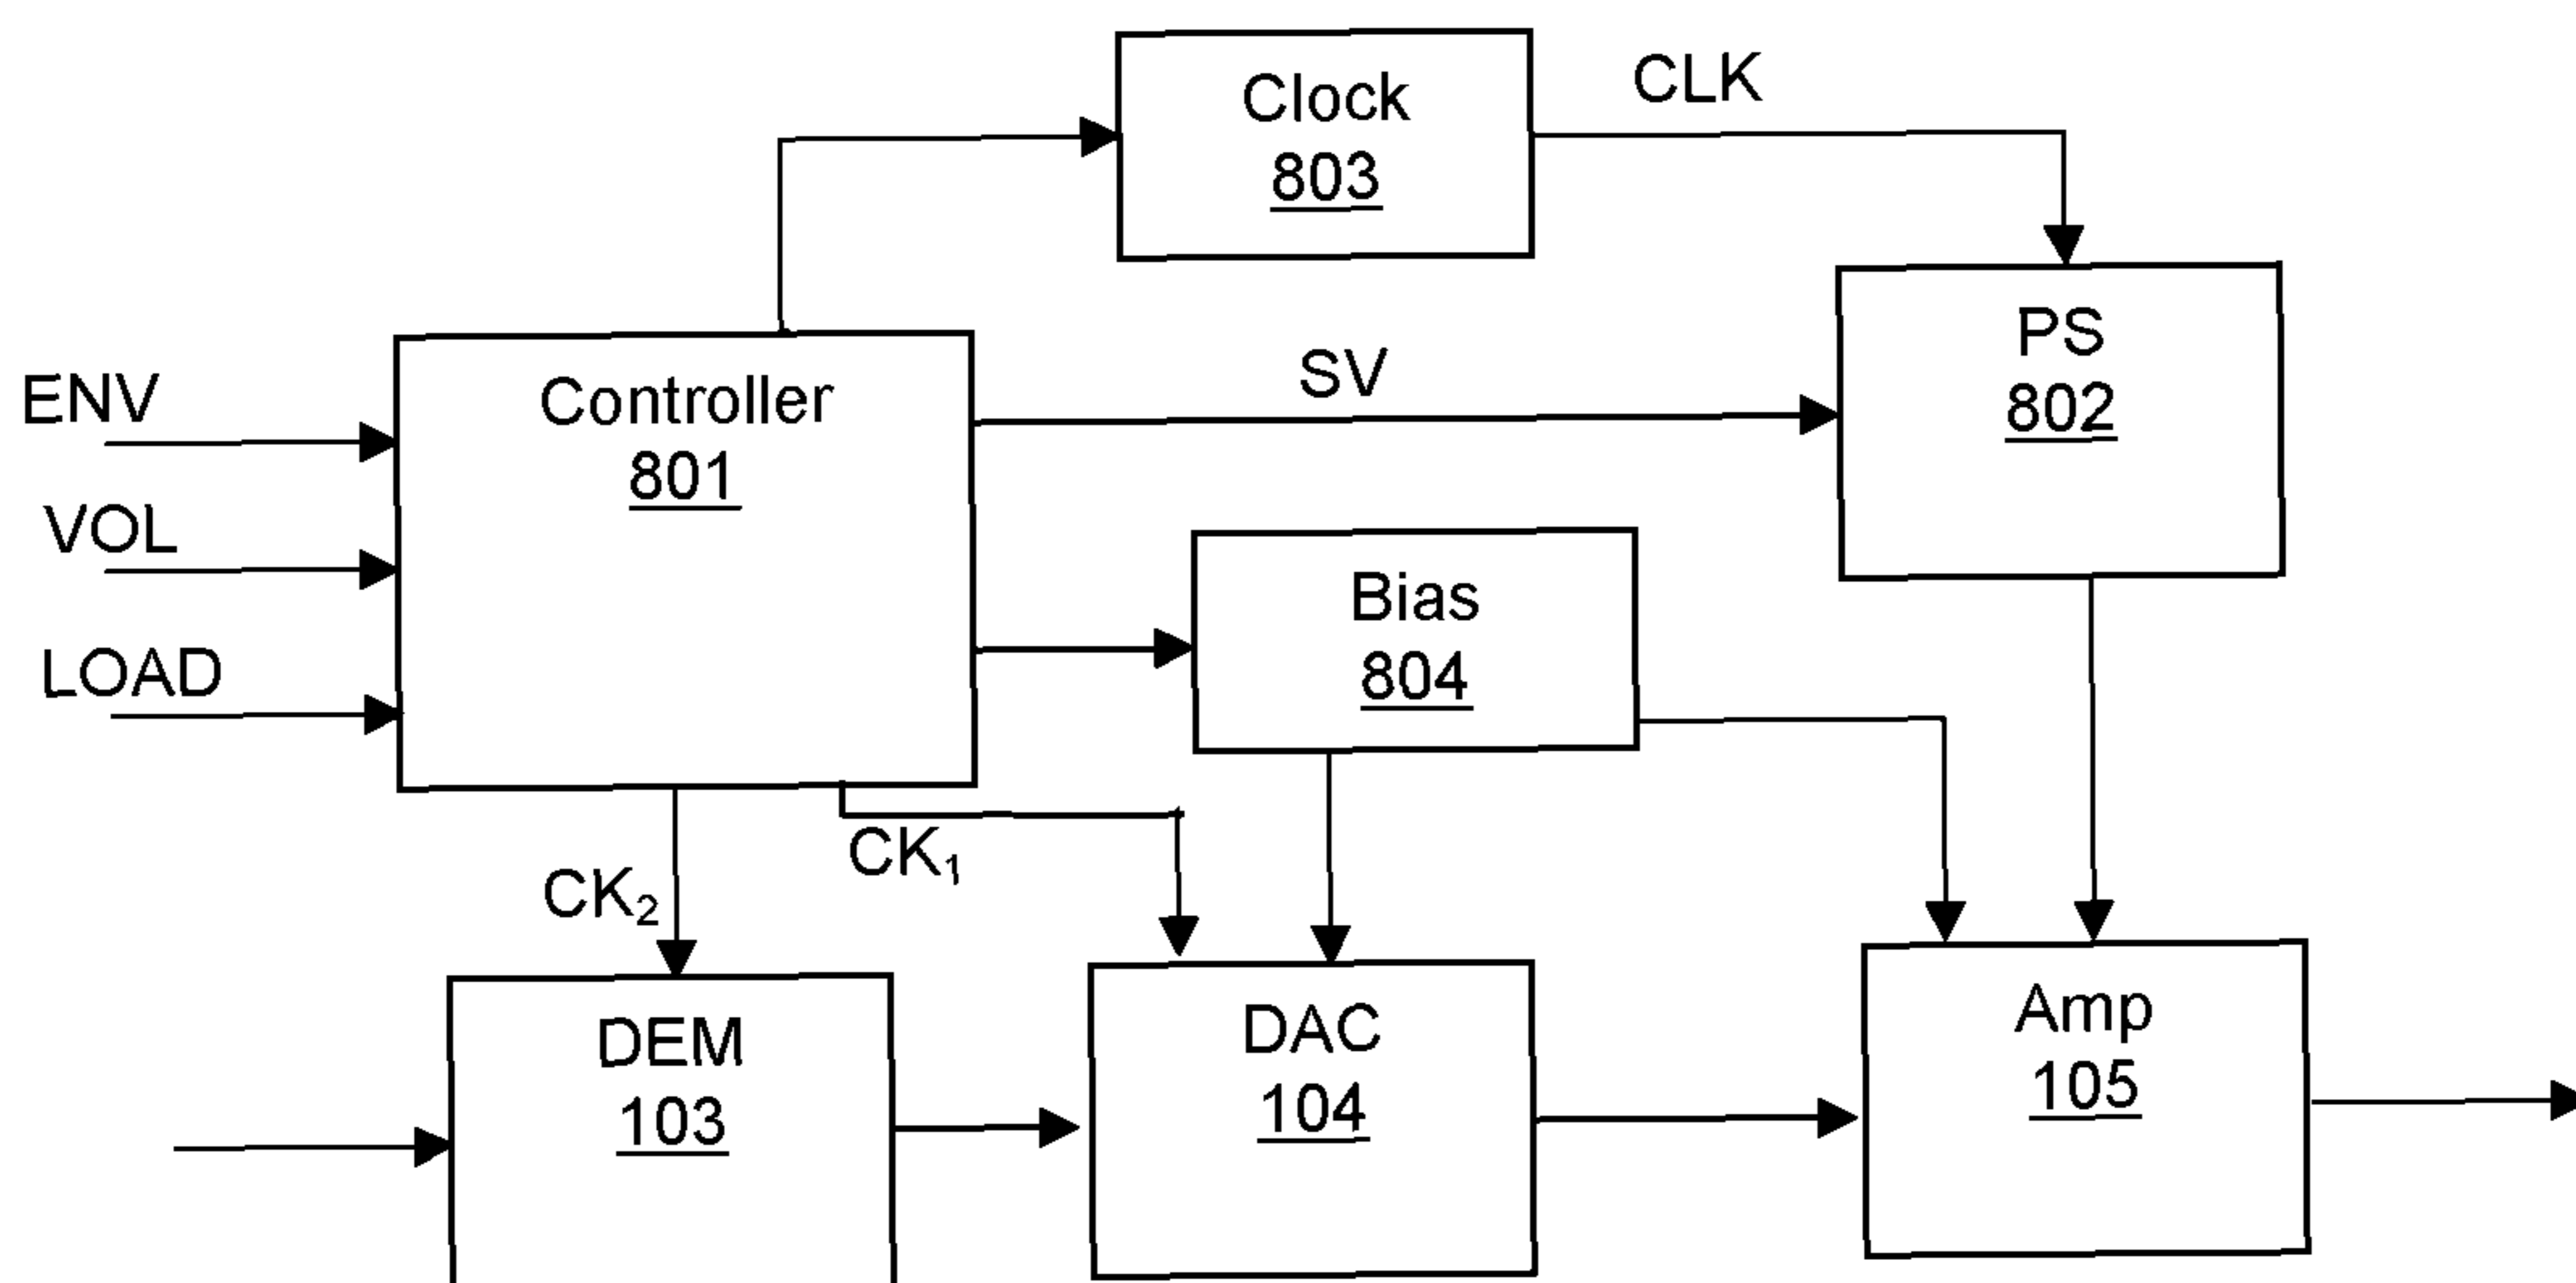 Clock
803
CLK
PS
802
SV
ENV
VOL
LOAD
Controller
801
Bias
804
CK₂
CK₁
DEM
103
DAC
104
Amp
105